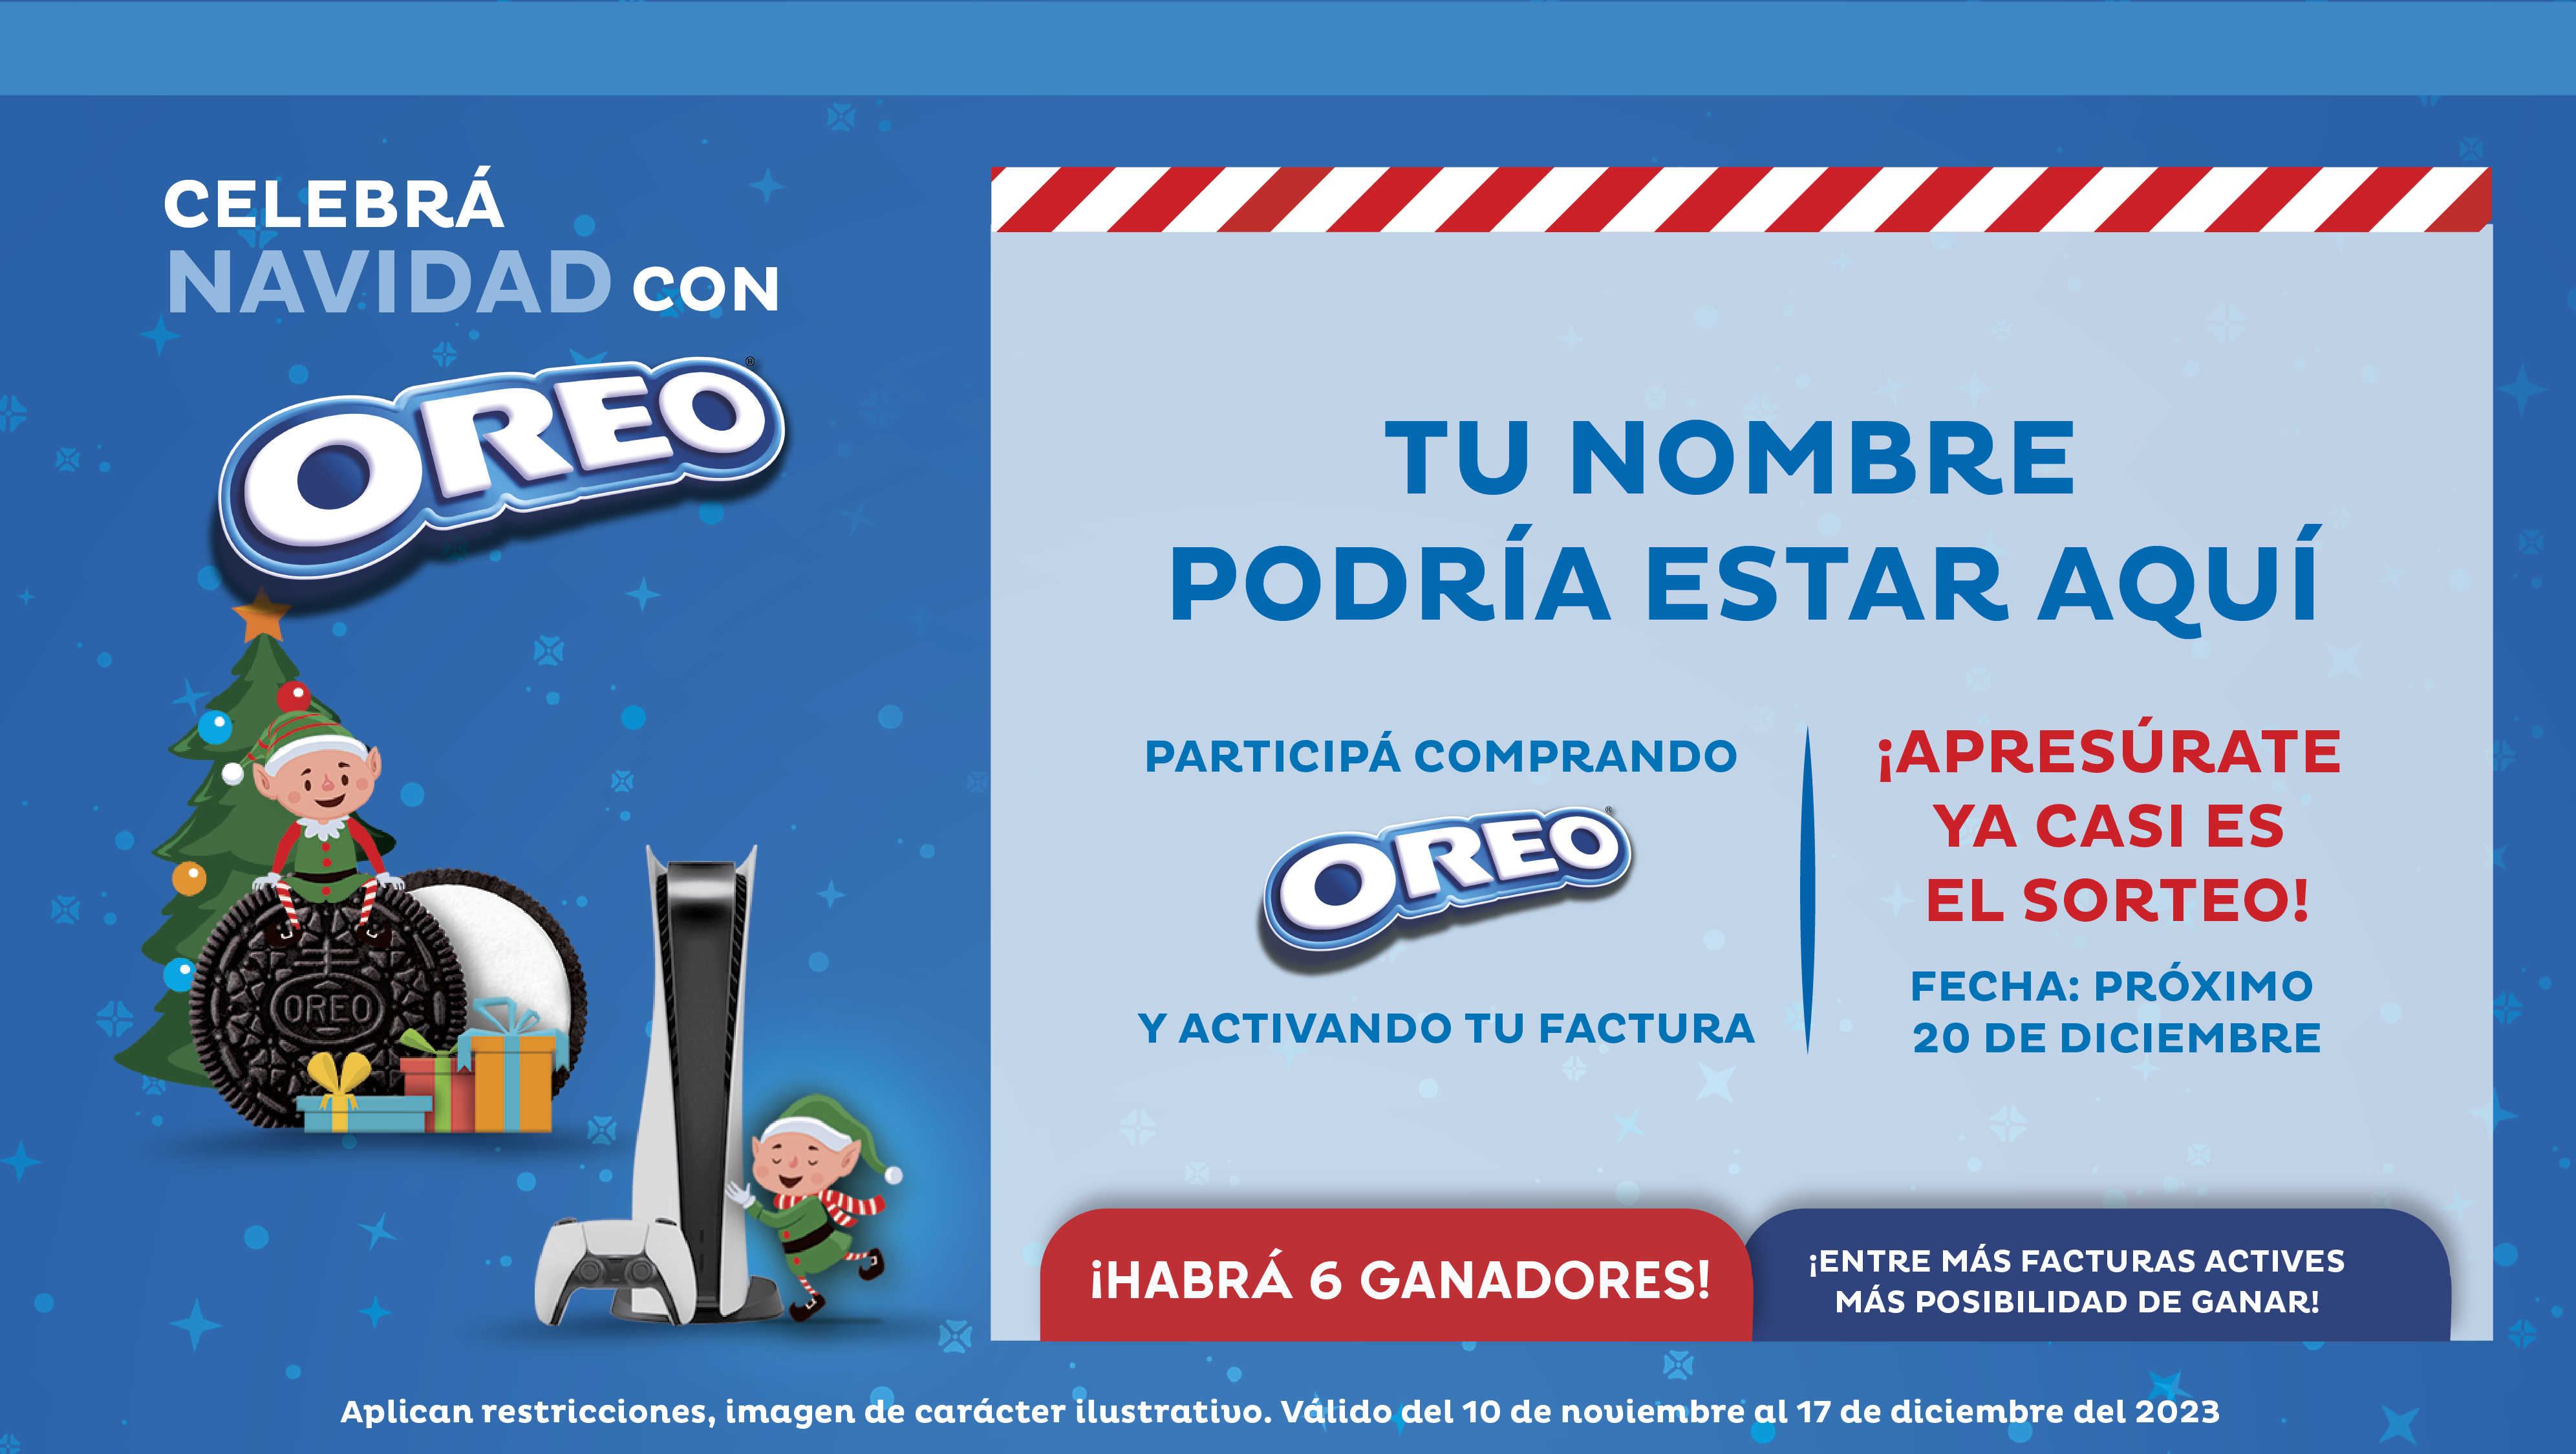 CELEBRÁ
NAVIDAD CON
OREO®
OREO
TU NOMBRE
PODRÍA ESTAR AQUÍ
PARTICIPÁ COMPRANDO
OREO®
Y ACTIVANDO TU FACTURA
¡APRESÚRATE
YA CASI ES
EL SORTEO!
FECHA: PRÓXIMO
20 DE DICIEMBRE
¡HABRÁ 6 GANADORES!
¡ENTRE MÁS FACTURAS ACTIVES
MÁS POSIBILIDAD DE GANAR!
Aplican restricciones, imagen de carácter ilustrativo. Válido del 10 de noviembre al 17 de diciembre del 2023